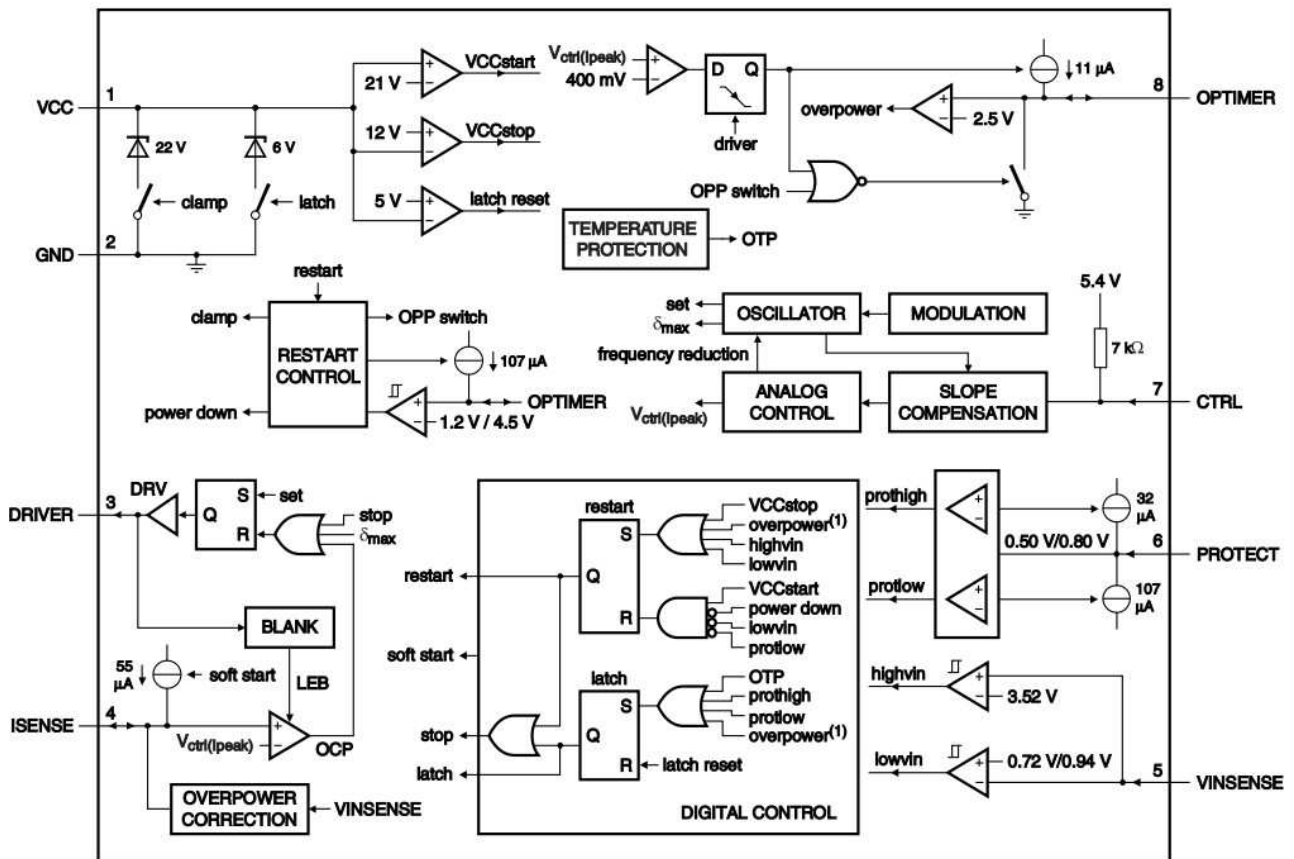 VCC
1
22 V
clamp
6 V
latch
GND
2
21 V
VCCstart
12 V
VCCstop
5 V
latch reset
Vctrl(Ipeak)
400 mV
D Q
driver
OPP switch
overpower
2.5 V
11 μA
8
OPTIMER
TEMPERATURE
PROTECTION
OTP
restart
clamp
RESTART
CONTROL
power down
OPP switch
107 μA
OPTIMER
1.2 V / 4.5 V
set
δmax
OSCILLATOR
MODULATION
frequency reduction
ANALOG
CONTROL
SLOPE
COMPENSATION
Vctrl(Ipeak)
5.4 V
7 kΩ
7
CTRL
DRIVER
3
DRV
Q
S
R
set
stop
δmax
BLANK
LEB
55
μA
soft start
ISENSE
4
Vctrl(Ipeak)
OCP
OVERPOWER
CORRECTION
VINSENSE
restart
S
Q
R
VCCstop
overpower(1)
highvin
lowvin
VCCstart
power down
lowvin
protlow
restart
soft start
latch
S
Q
R
OTP
prothigh
protlow
overpower(1)
latch reset
stop
latch
DIGITAL CONTROL
prothigh
protlow
32
μA
0.50 V/0.80 V
6
PROTECT
107
μA
highvin
3.52 V
lowvin
0.72 V/0.94 V
5
VINSENSE